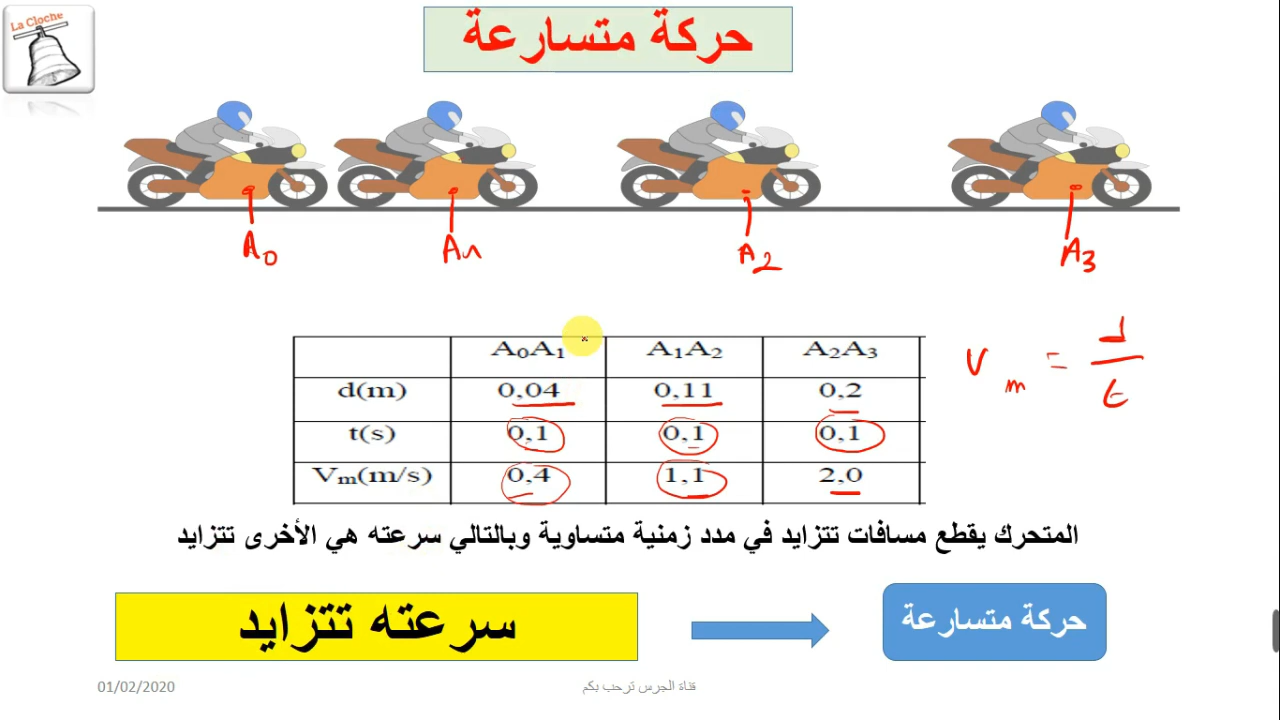 La Cloche
حركة متسارعة
A0 A1 A2 A3
A₀A₁ A₁A₂ A₂A₃
d(m) 0,04 0,11 0,2
t(s) 0,1 0,1 0,1
Vm(m/s) 0,4 1,1 2,0
Vm = d/t
المتحرك يقطع مسافات تتزايد في مدد زمنية متساوية وبالتالي سرعته هي الأخرى تتزايد
سرعته تتزايد
حركة متسارعة
01/02/2020
قناة الجرس ترحب بكم